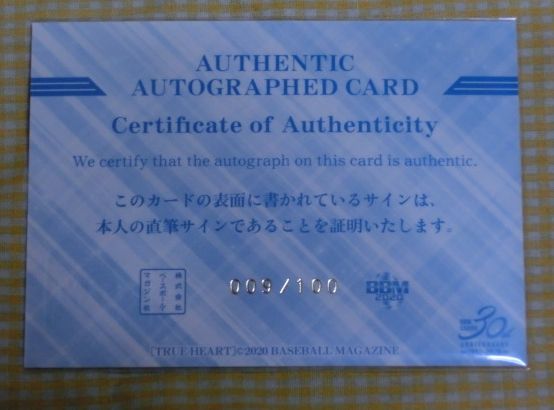 AUTHENTIC
AUTOGRAPHED CARD
Certificate of Authenticity
We certify that the autograph on this card is authentic.
このカードの表面に書かれているサインは、
本人の直筆サインであることを証明いたします。
株式会社
ベースボール
マガジン社
009/100
BBM
2020
30th
ANNIVERSARY
[TRUE HEART]©2020 BASEBALL MAGAZINE